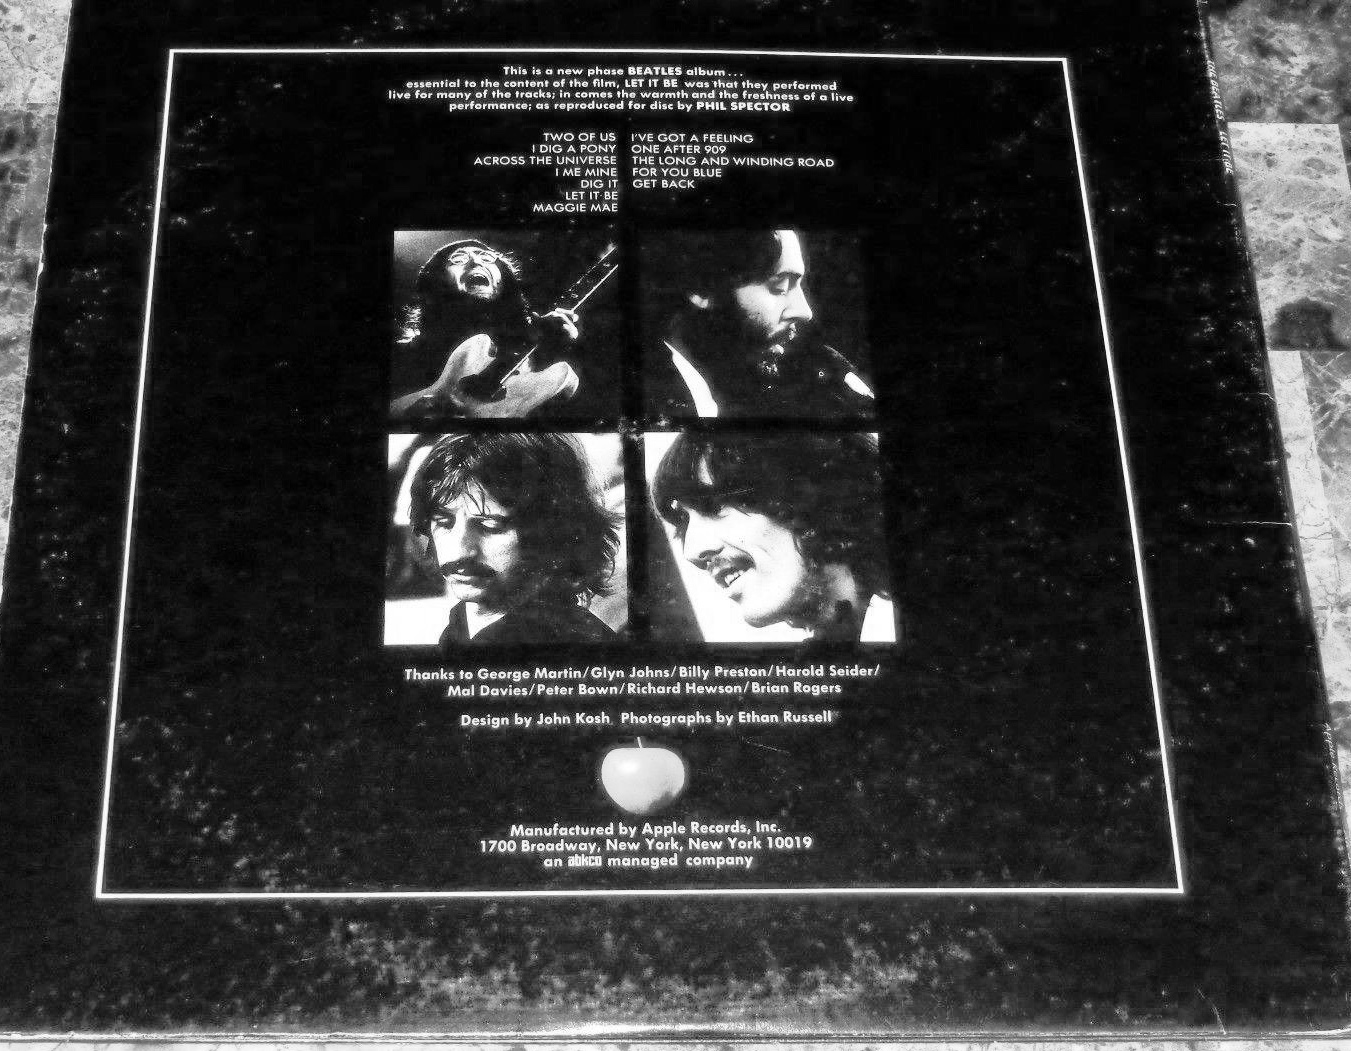 This is a new phase BEATLES album...
essential to the content of the film, LET IT BE was that they performed
live for many of the tracks; in comes the warmth and the freshness of a live
performance; as reproduced for disc by PHIL SPECTOR
TWO OF US
I DIG A PONY
ACROSS THE UNIVERSE
I ME MINE
DIG IT
LET IT BE
MAGGIE MAE
I'VE GOT A FEELING
ONE AFTER 909
THE LONG AND WINDING ROAD
FOR YOU BLUE
GET BACK
Thanks to George Martin/Glyn Johns/Billy Preston/Harold Seider/
Mal Davies/Peter Bown/Richard Hewson/Brian Rogers
Design by John Kosh Photographs by Ethan Russell
Manufactured by Apple Records, Inc.
1700 Broadway, New York, New York 10019
an abkco managed company
THE BEATLES LET IT BE